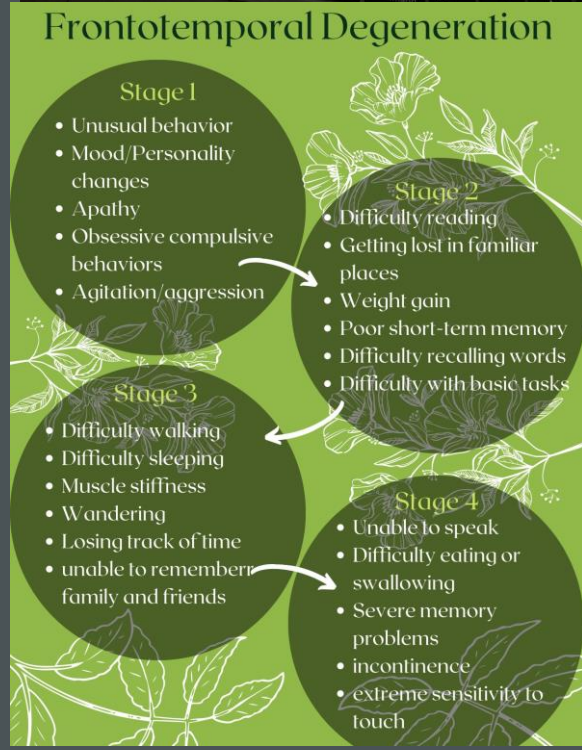 Frontotemporal Degeneration
Stage 1
• Unusual behavior
• Mood/Personality
changes
• Apathy
• Obsessive compulsive
behaviors
• Agitation/aggression
Stage 2
• Difficulty reading
• Getting lost in familiar
places
• Weight gain
• Poor short-term memory
• Difficulty recalling words
• Difficulty with basic tasks
Stage 3
• Difficulty walking
• Difficulty sleeping
• Muscle stiffness
• Wandering
• Losing track of time
• unable to rememberr
family and friends
Stage 4
• Unable to speak
• Difficulty eating or
swallowing
• Severe memory
problems
• incontinence
• extreme sensitivity to
touch